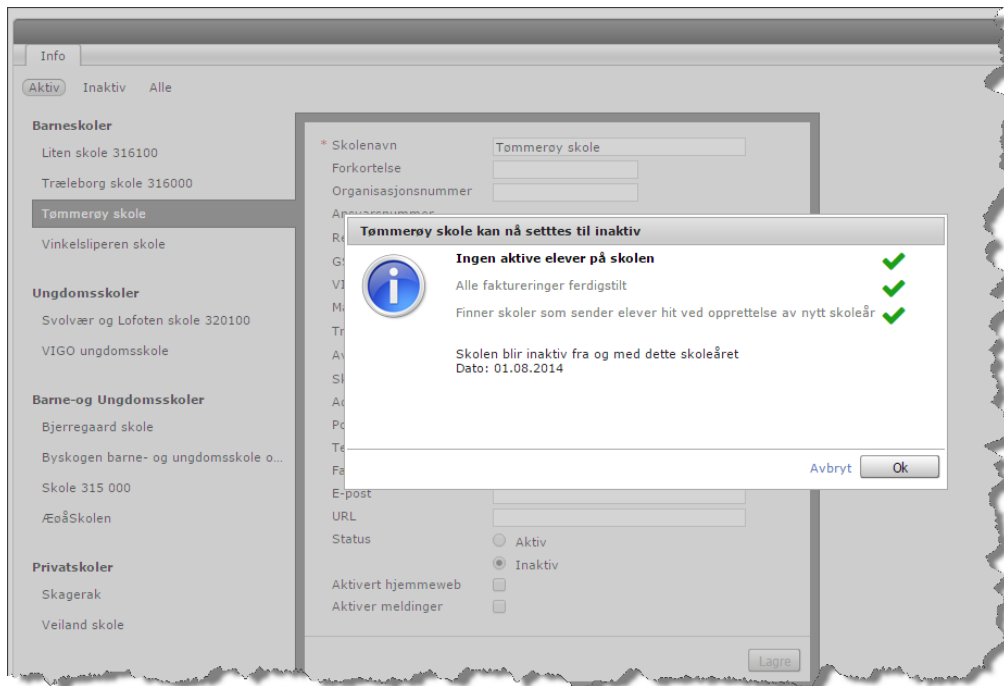 Info
Aktiv Inaktiv Alle
Barneskoler
Liten skole 316100
Træleborg skole 316000
Tømmerøy skole
Vinkelsliperen skole
Ungdomsskoler
Svolvær og Lofoten skole 320100
VIGO ungdomsskole
Barne-og Ungdomsskoler
Bjerregaard skole
Byskogen barne- og ungdomsskole o...
Skole 315 000
ÆøåSkolen
Privatskoler
Skagerak
Veiland skole
* Skolenavn Tømmerøy skole
Forkortelse
Organisasjonsnummer
Ansvarsnummer
Tømmerøy skole kan nå setttes til inaktiv
Ingen aktive elever på skolen
Alle faktureringer ferdigstilt
Finner skoler som sender elever hit ved opprettelse av nytt skoleår
Skolen blir inaktiv fra og med dette skoleåret
Dato: 01.08.2014
Avbryt Ok
E-post
URL
Status Aktiv
Inaktiv
Aktivert hjemmeweb
Aktiver meldinger
Lagre